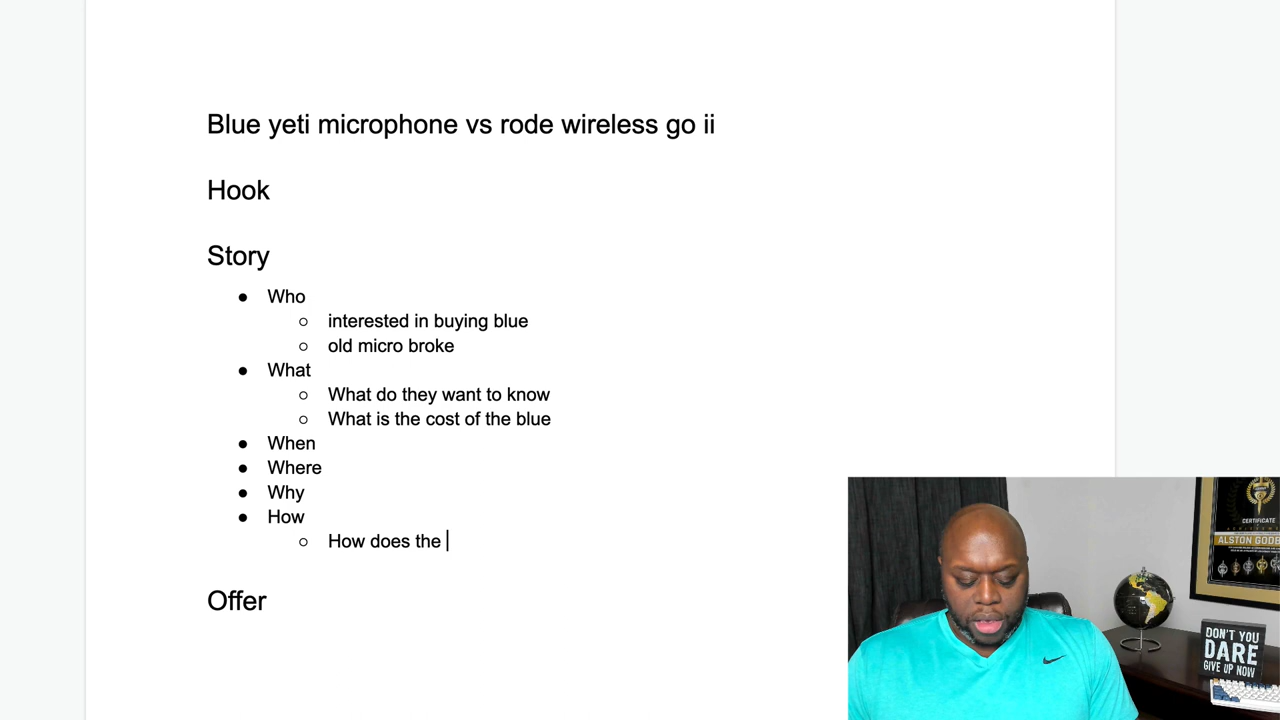 Blue yeti microphone vs rode wireless go ii
Hook
Story
● Who
○ interested in buying blue
○ old micro broke
● What
○ What do they want to know
○ What is the cost of the blue
● When
● Where
● Why
● How
○ How does the
Offer
CERTIFICATE
ALSTON GODB
DON'T YOU
DARE
GIVE UP NOW